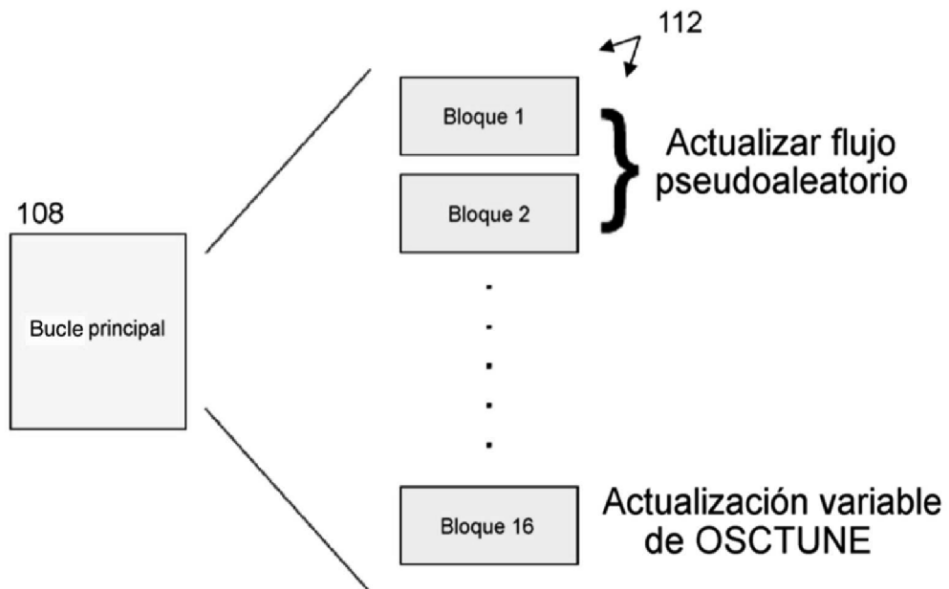 112
Bloque 1
Actualizar flujo
pseudoaleatorio
Bloque 2
108
Bucle principal
Bloque 16
Actualización variable
de OSCTUNE